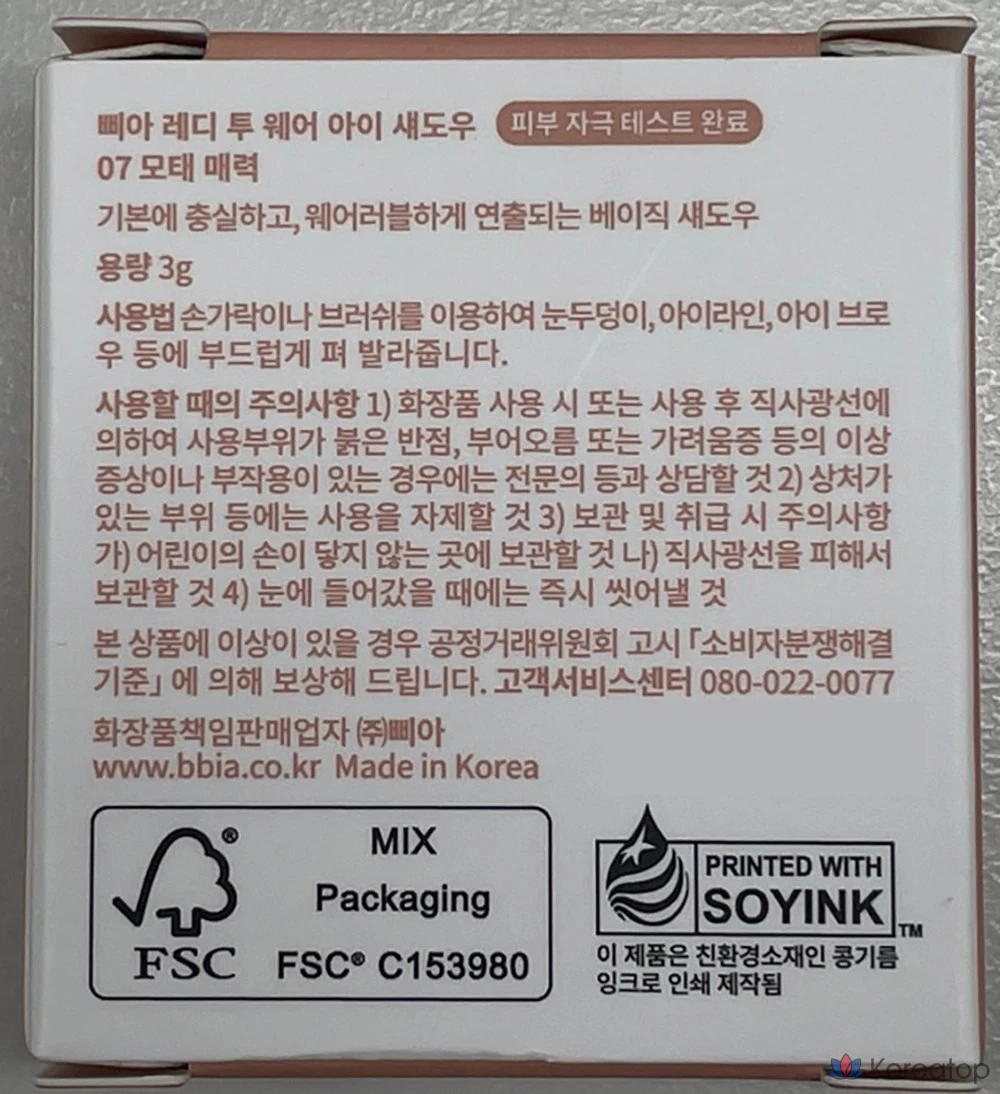 삐아 레디 투 웨어 아이 섀도우 피부 자극 테스트 완료
07 모태 매력
기본에 충실하고, 웨어러블하게 연출되는 베이직 섀도우
용량 3g
사용법 손가락이나 브러쉬를 이용하여 눈두덩이, 아이라인, 아이 브로
우 등에 부드럽게 펴 발라줍니다.
사용할 때의 주의사항 1) 화장품 사용 시 또는 사용 후 직사광선에
의하여 사용부위가 붉은 반점, 부어오름 또는 가려움증 등의 이상
증상이나 부작용이 있는 경우에는 전문의 등과 상담할 것 2) 상처가
있는 부위 등에는 사용을 자제할 것 3) 보관 및 취급 시 주의사항
가) 어린이의 손이 닿지 않는 곳에 보관할 것 나) 직사광선을 피해서
보관할 것 4) 눈에 들어갔을 때에는 즉시 씻어낼 것
본 상품에 이상이 있을 경우 공정거래위원회 고시 「소비자분쟁해결
기준」 에 의해 보상해 드립니다. 고객서비스센터 080-022-0077
화장품책임판매업자 ㈜삐아
www.bbia.co.kr Made in Korea
MIX
Packaging
FSC® C153980
® FSC
PRINTED WITH
SOYINK™
이 제품은 친환경소재인 콩기름
잉크로 인쇄 제작됨
Koreatop